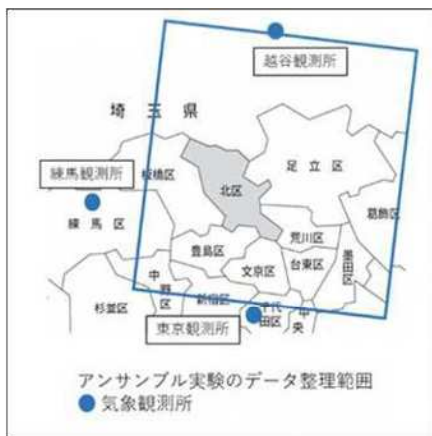 越谷観測所
埼玉県
足立区
練馬観測所
板橋区
北区
葛飾区
練馬区
荒川区
豊島区
墨田区
台東区
文京区
中野区
新宿区
杉並区
千代田区
中央
東京観測所
アンサンブル実験のデータ整理範囲
気象観測所